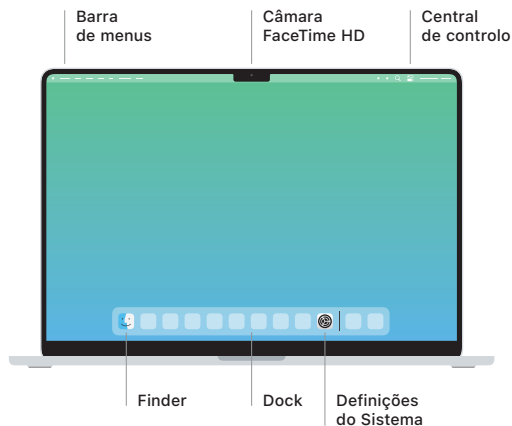 Barra
de menus
Câmara
FaceTime HD
Central
de controlo
Finder
Dock
Definições
do Sistema